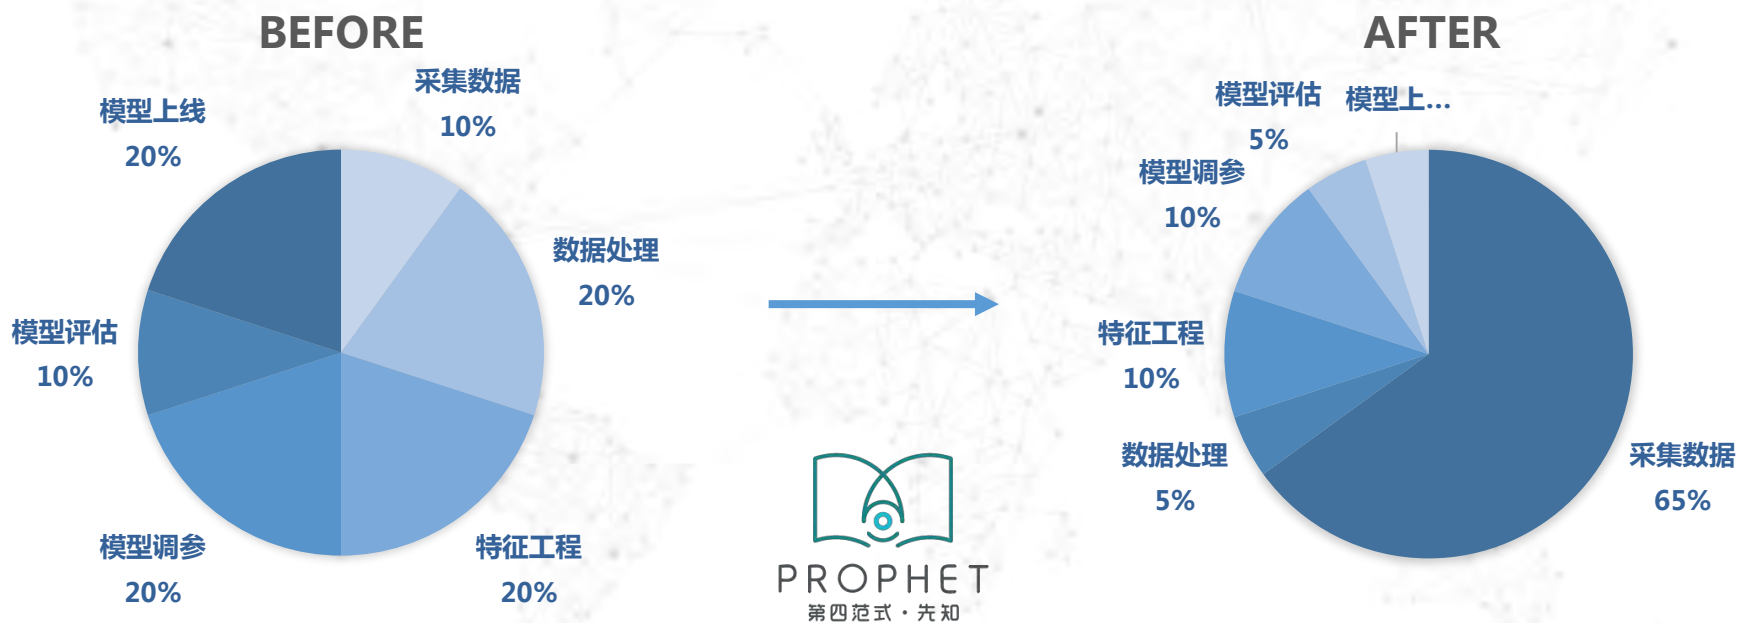 BEFORE
采集数据
10%
模型上线
20%
数据处理
20%
模型评估
10%
模型调参
20%
特征工程
20%
AFTER
模型评估
5%
模型上...
模型调参
10%
特征工程
10%
数据处理
5%
采集数据
65%
PROPHET
第四范式·先知